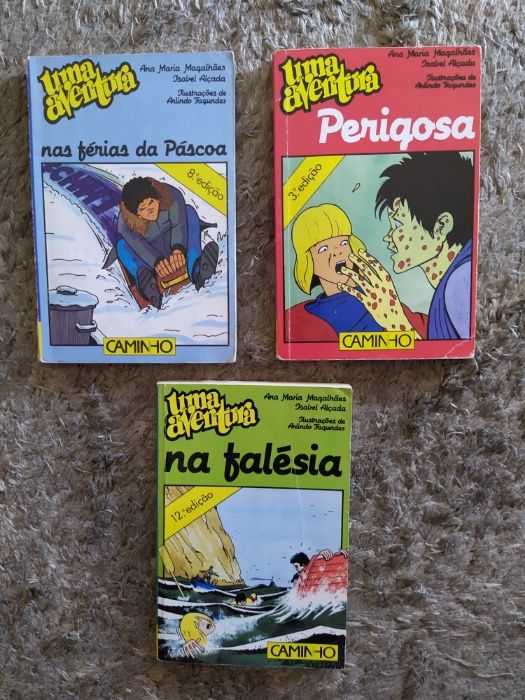 uma
aventura
Ana Maria Magalhães
Isabel Alçada
Ilustrações de
Arlindo Fagundes
nas férias da Páscoa
8.ª edição
CAMINHO
uma
aventura
Ana Maria Magalhães
Isabel Alçada
Ilustrações de
Arlindo Fagundes
Perigosa
3.ª edição
CAMINHO
uma
aventura
Ana Maria Magalhães
Isabel Alçada
Ilustrações de
Arlindo Fagundes
na falésia
12.ª edição
CAMINHO